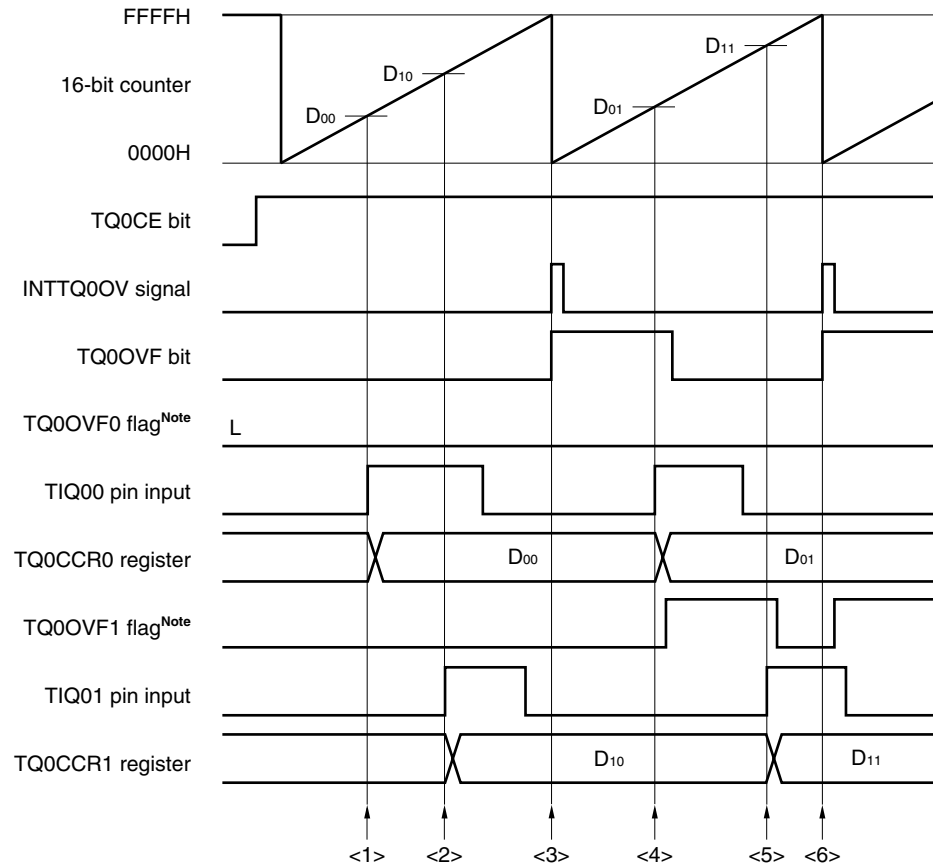 FFFFH
16-bit counter
0000H
D00
D10
D01
D11
TQ0CE bit
INTTQ0OV signal
TQ0OVF bit
TQ0OVF0 flagNote
L
TIQ00 pin input
TQ0CCR0 register
D00
D01
TQ0OVF1 flagNote
TIQ01 pin input
TQ0CCR1 register
D10
D11
<1> <2> <3> <4> <5> <6>